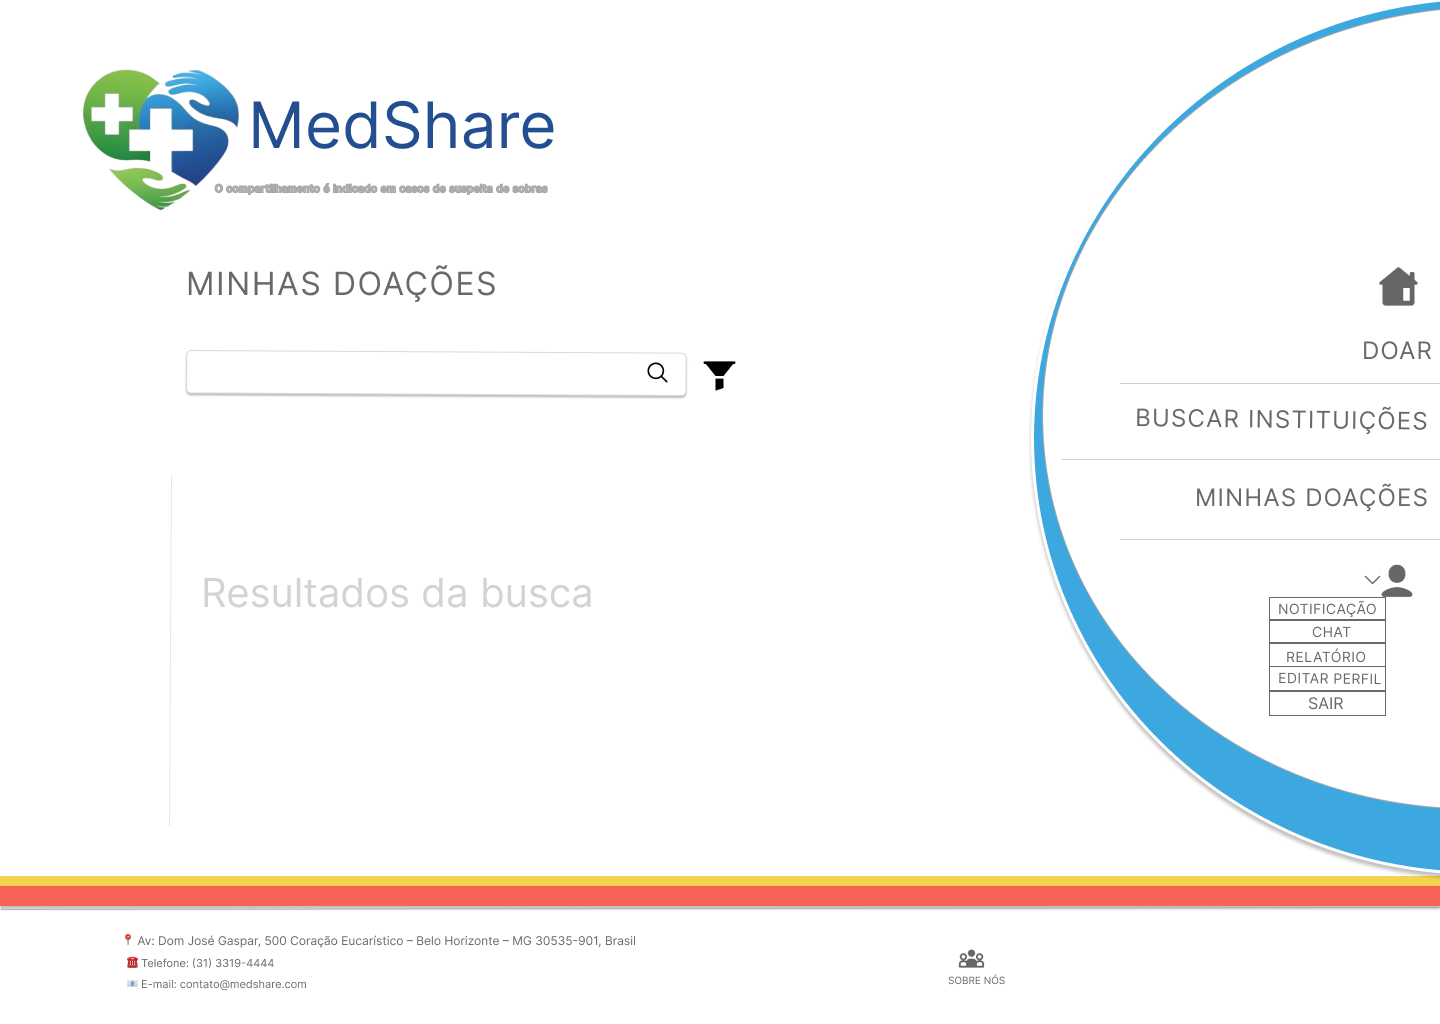 MedShare
O compartilhamento é indicado em casos de suspeita de sobras
MINHAS DOAÇÕES
Resultados da busca
DOAR
BUSCAR INSTITUIÇÕES
MINHAS DOAÇÕES
NOTIFICAÇÃO
CHAT
RELATÓRIO
EDITAR PERFIL
SAIR
Av: Dom José Gaspar, 500 Coração Eucarístico – Belo Horizonte – MG 30535-901, Brasil
Telefone: (31) 3319-4444
E-mail: contato@medshare.com
SOBRE NÓS